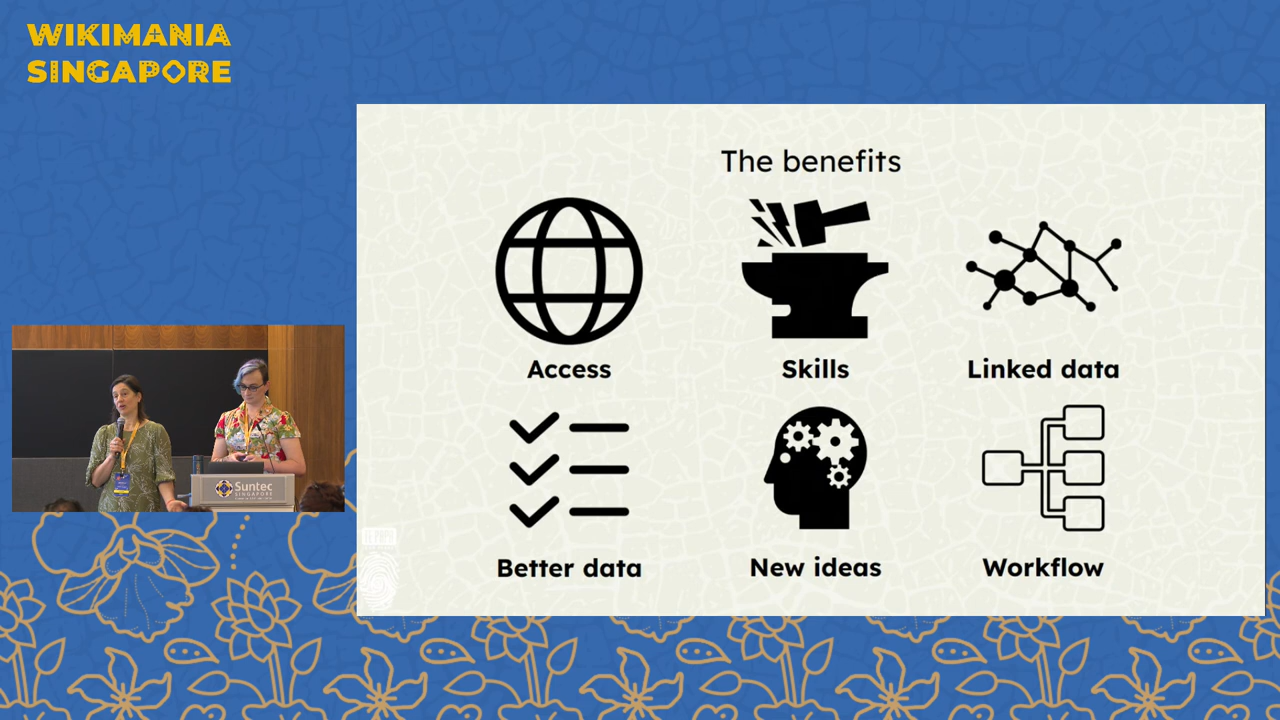 WIKIMANIA
SINGAPORE
The benefits
Access
Skills
Linked data
Better data
New ideas
Workflow
Suntec
SINGAPORE